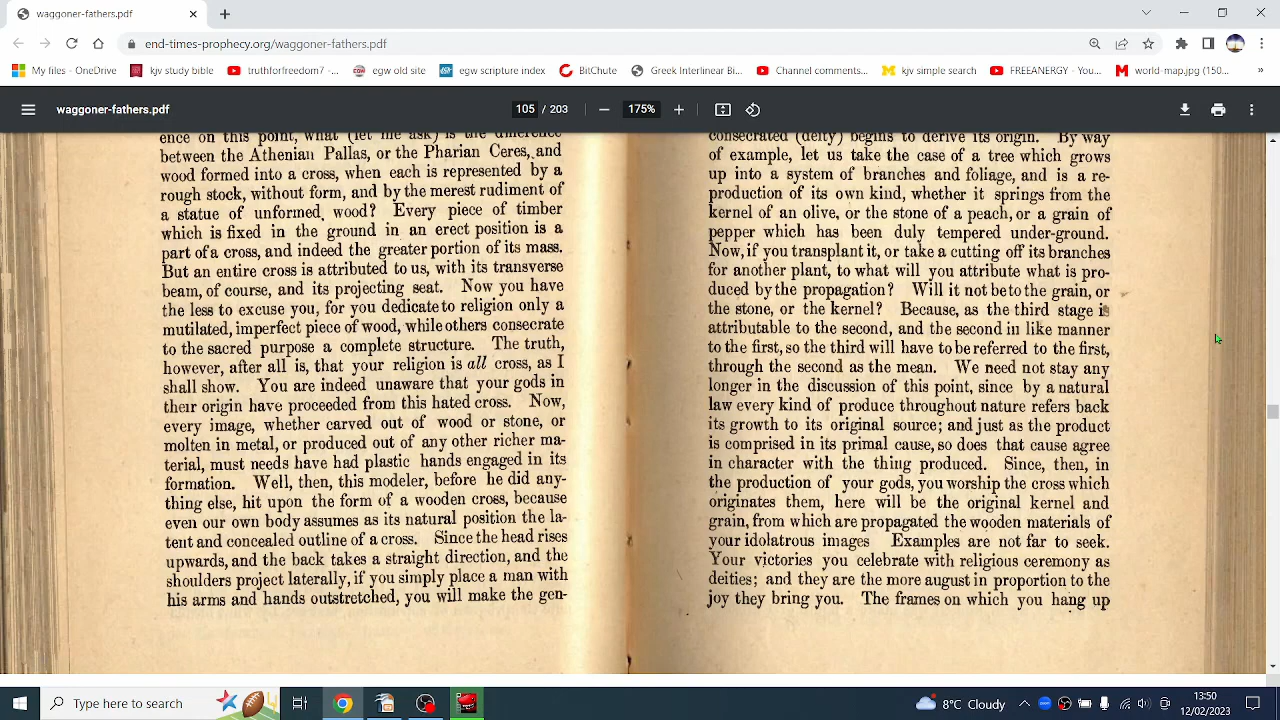 waggoner-fathers.pdf
end-times-prophecy.org/waggoner-fathers.pdf
My files - OneDrive
kjv study bible
truthforfreedom7 -...
egw old site
egw scripture index
BitChute
Greek Interlinear Bi...
Channel comments...
kjv simple search
FREEANERGY - You...
world-map.jpg (150...
»
waggoner-fathers.pdf
105 / 203
175%
ence on this point, what (let me ask) is the difference
between the Athenian Pallas, or the Pharian Ceres, and
wood formed into a cross, when each is represented by a
rough stock, without form, and by the merest rudiment of
a statue of unformed wood? Every piece of timber
which is fixed in the ground in an erect position is a
part of a cross, and indeed the greater portion of its mass.
But an entire cross is attributed to us, with its transverse
beam, of course, and its projecting seat. Now you have
the less to excuse you, for you dedicate to religion only a
mutilated, imperfect piece of wood, while others consecrate
to the sacred purpose a complete structure. The truth,
however, after all is, that your religion is all cross, as I
shall show. You are indeed unaware that your gods in
their origin have proceeded from this hated cross. Now,
every image, whether carved out of wood or stone, or
molten in metal, or produced out of any other richer ma-
terial, must needs have had plastic hands engaged in its
formation. Well, then, this modeler, before he did any-
thing else, hit upon the form of a wooden cross, because
even our own body assumes as its natural position the la-
tent and concealed outline of a cross. Since the head rises
upwards, and the back takes a straight direction, and the
shoulders project laterally, if you simply place a man with
his arms and hands outstretched, you will make the gen-
consecrated (deity) begins to derive its origin. By way
of example, let us take the case of a tree which grows
up into a system of branches and foliage, and is a re-
production of its own kind, whether it springs from the
kernel of an olive, or the stone of a peach, or a grain of
pepper which has been duly tempered under-ground.
Now, if you transplant it, or take a cutting off its branches
for another plant, to what will you attribute what is pro-
duced by the propagation? Will it not be to the grain, or
the stone, or the kernel? Because, as the third stage is
attributable to the second, and the second in like manner
to the first, so the third will have to be referred to the first,
through the second as the mean. We need not stay any
longer in the discussion of this point, since by a natural
law every kind of produce throughout nature refers back
its growth to its original source; and just as the product
is comprised in its primal cause, so does that cause agree
in character with the thing produced. Since, then, in
the production of your gods, you worship the cross which
originates them, here will be the original kernel and
grain, from which are propagated the wooden materials of
your idolatrous images Examples are not far to seek.
Your victories you celebrate with religious ceremony as
deities; and they are the more august in proportion to the
joy they bring you. The frames on which you hang up
Type here to search
8°C Cloudy
13:50
12/02/2023